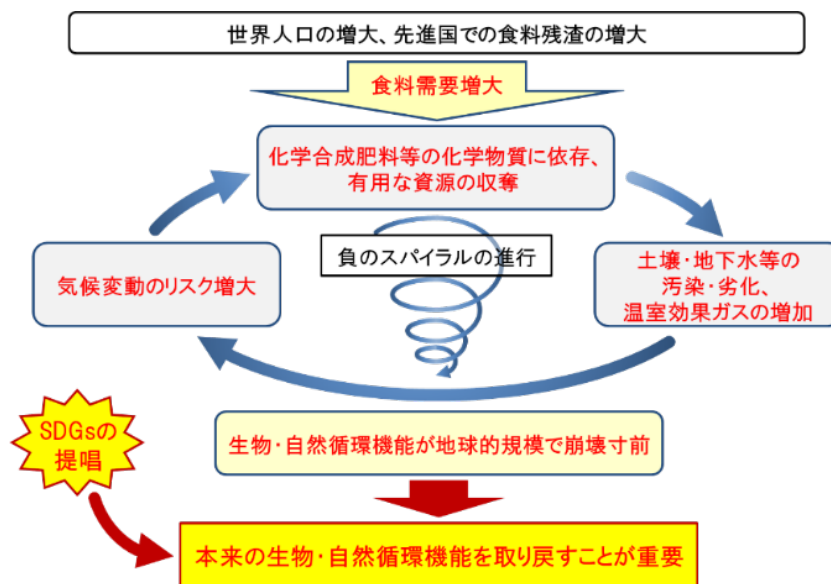 世界人口の増大、先進国での食料残渣の増大
食料需要増大
化学合成肥料等の化学物質に依存、
有用な資源の収奪
負のスパイラルの進行
気候変動のリスク増大
土壌・地下水等の
汚染・劣化、
温室効果ガスの増加
SDGsの
提唱
生物・自然循環機能が地球的規模で崩壊寸前
本来の生物・自然循環機能を取り戻すことが重要